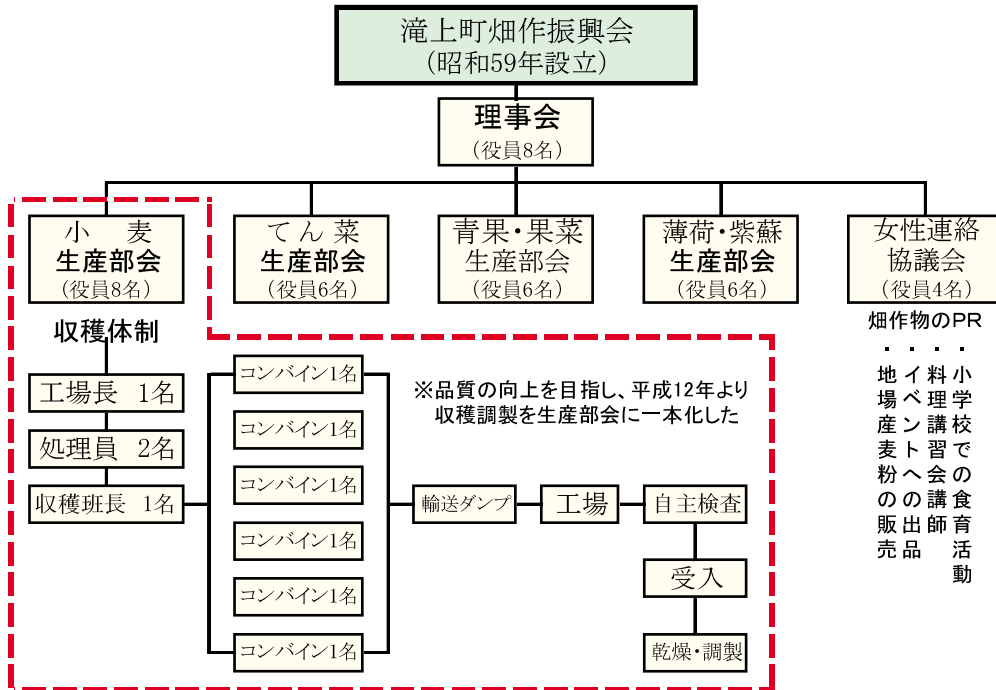 滝上町畑作振興会
（昭和59年設立）
理事会
（役員8名）
小　麦
生産部会
（役員8名）
てん菜
生産部会
（役員6名）
青果・果菜
生産部会
（役員6名）
薄荷・紫蘇
生産部会
（役員6名）
女性連絡
協議会
（役員4名）
収穫体制
工場長 1名
処理員 2名
収穫班長 1名
コンバイン1名
コンバイン1名
コンバイン1名
コンバイン1名
コンバイン1名
コンバイン1名
※品質の向上を目指し、平成12年より
収穫調製を生産部会に一本化した
輸送ダンプ
工場
自主検査
受入
乾燥・調製
畑作物のPR
・小学校での食育活動
・料理講習会講師
・イベントへの出品
・地場産麦粉の販売